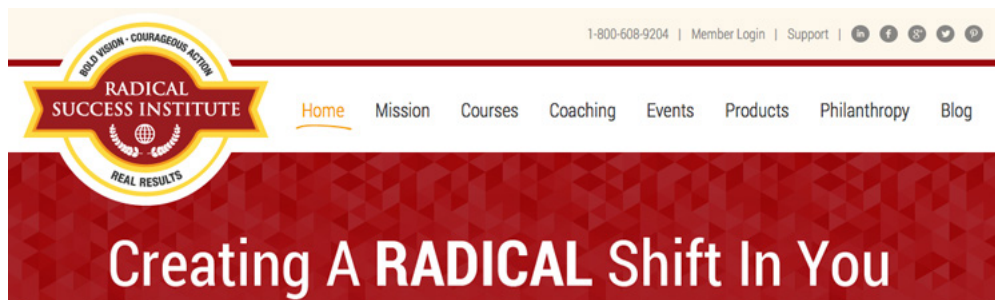 1-800-608-9204 | Member Login | Support |
BOLD VISION · COURAGEOUS ACTION
RADICAL
SUCCESS INSTITUTE
REAL RESULTS
Home Mission Courses Coaching Events Products Philanthropy Blog
Creating A RADICAL Shift In You